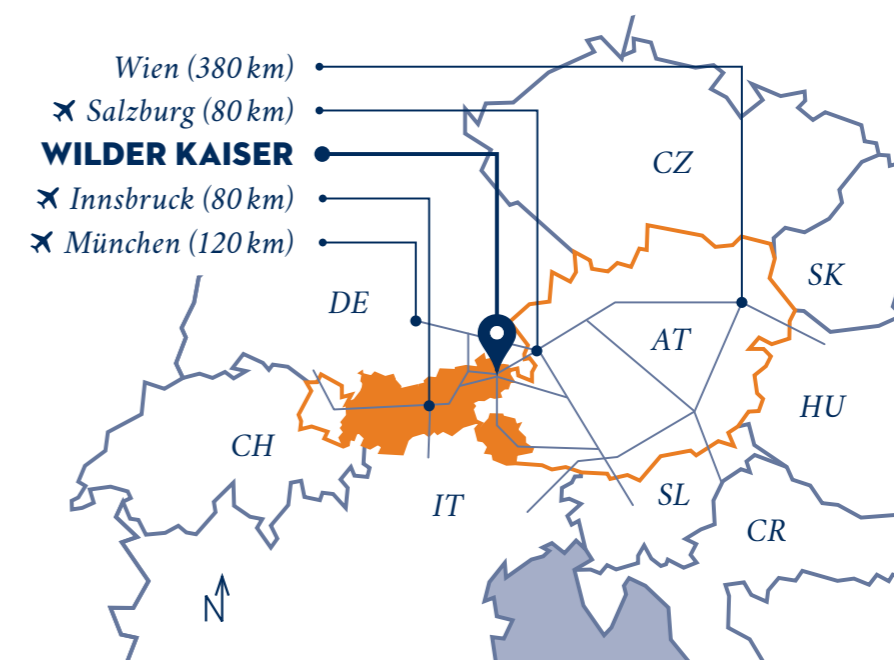 Wien (380 km)
Salzburg (80 km)
WILDER KAISER
Innsbruck (80 km)
München (120 km)
CZ
SK
DE
AT
HU
CH
IT
SL
CR
N